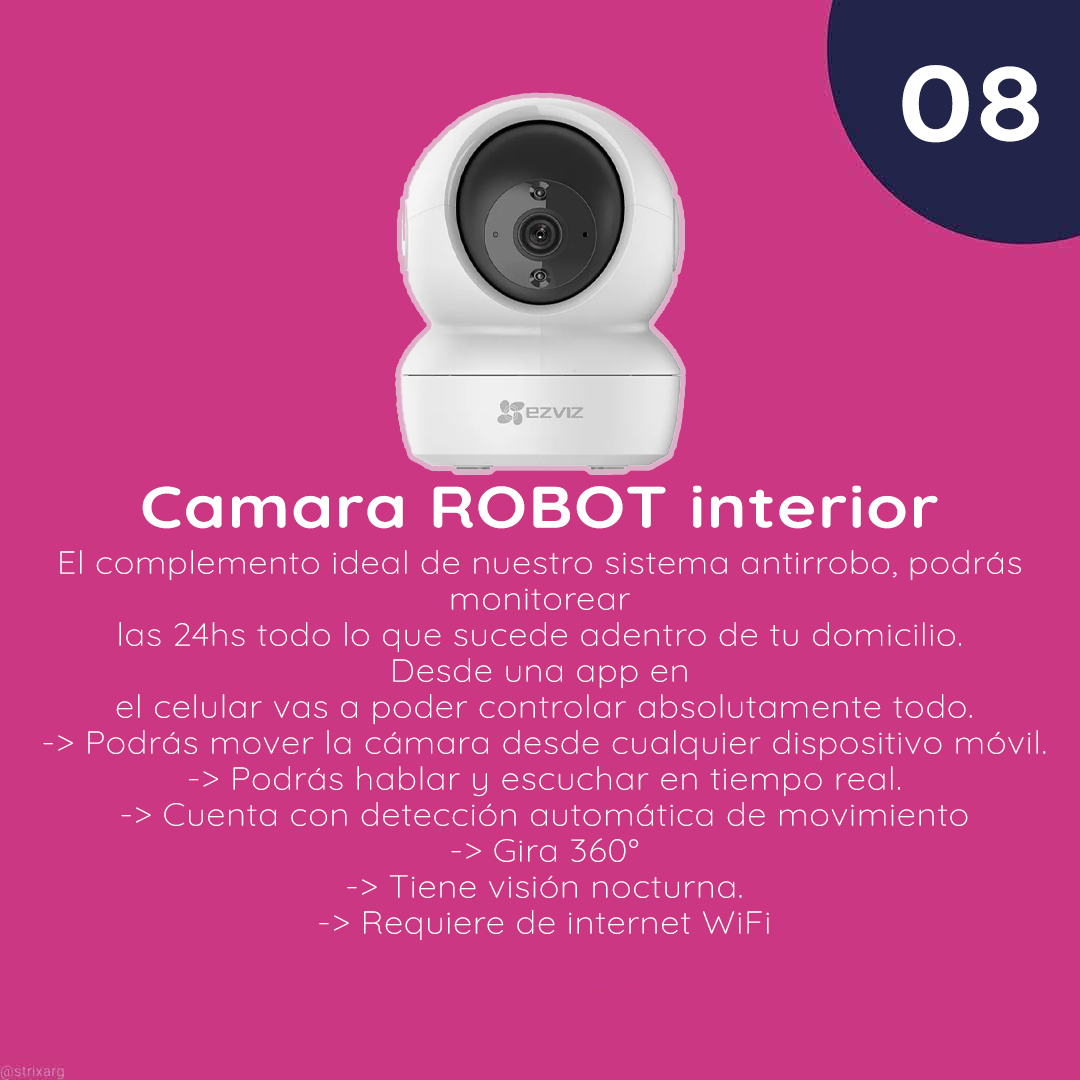 08
ezviz
Camara ROBOT interior
El complemento ideal de nuestro sistema antirrobo, podrás
monitorear
las 24hs todo lo que sucede adentro de tu domicilio.
Desde una app en
el celular vas a poder controlar absolutamente todo.
-> Podrás mover la cámara desde cualquier dispositivo móvil.
-> Podrás hablar y escuchar en tiempo real.
-> Cuenta con detección automática de movimiento
-> Gira 360°
-> Tiene visión nocturna.
-> Requiere de internet WiFi
@strixarg